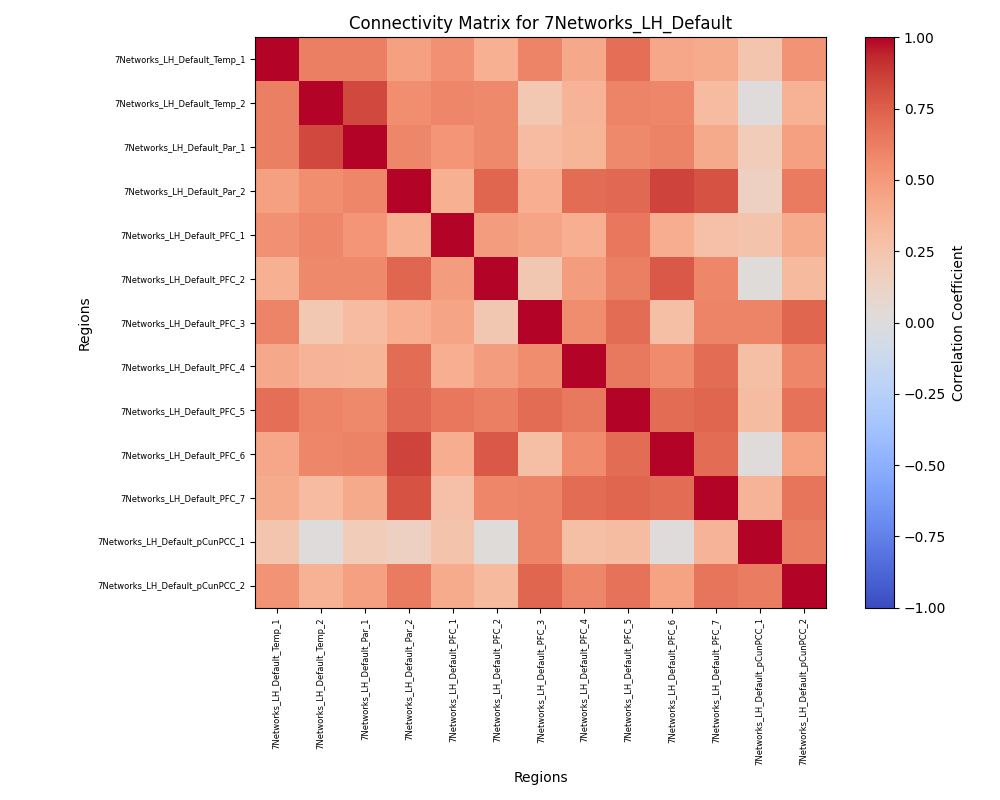 Connectivity Matrix for 7Networks_LH_Default
7Networks_LH_Default_Temp_1
7Networks_LH_Default_Temp_2
7Networks_LH_Default_Par_1
7Networks_LH_Default_Par_2
7Networks_LH_Default_PFC_1
7Networks_LH_Default_PFC_2
7Networks_LH_Default_PFC_3
7Networks_LH_Default_PFC_4
7Networks_LH_Default_PFC_5
7Networks_LH_Default_PFC_6
7Networks_LH_Default_PFC_7
7Networks_LH_Default_pCunPCC_1
7Networks_LH_Default_pCunPCC_2
Regions
7Networks_LH_Default_Temp_1
7Networks_LH_Default_Temp_2
7Networks_LH_Default_Par_1
7Networks_LH_Default_Par_2
7Networks_LH_Default_PFC_1
7Networks_LH_Default_PFC_2
7Networks_LH_Default_PFC_3
7Networks_LH_Default_PFC_4
7Networks_LH_Default_PFC_5
7Networks_LH_Default_PFC_6
7Networks_LH_Default_PFC_7
7Networks_LH_Default_pCunPCC_1
7Networks_LH_Default_pCunPCC_2
Regions
1.00
0.75
0.50
0.25
0.00
−0.25
−0.50
−0.75
−1.00
Correlation Coefficient